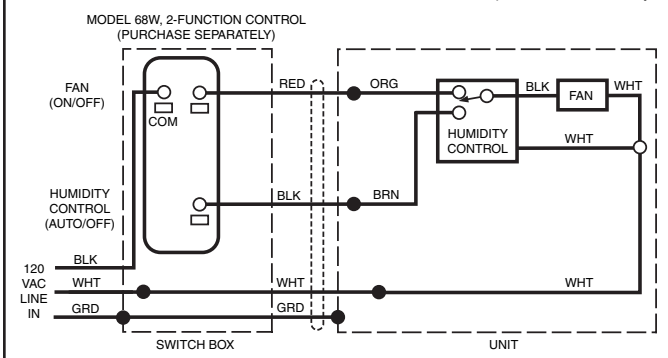 MODEL 68W, 2-FUNCTION CONTROL
(PURCHASE SEPARATELY)
FAN
(ON/OFF)
COM
RED
ORG
BLK
FAN
WHT
HUMIDITY
CONTROL
WHT
HUMIDITY
CONTROL
(AUTO/OFF)
BLK
BRN
120
VAC
LINE
IN
BLK
WHT
WHT
WHT
GRD
GRD
SWITCH BOX
UNIT